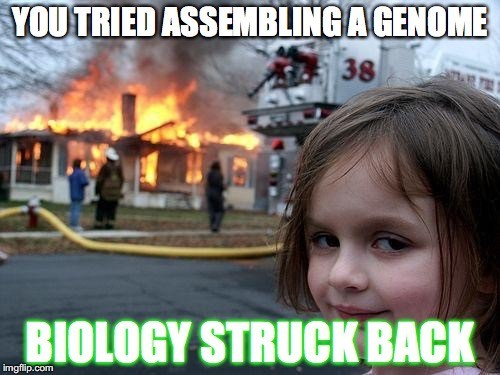 YOU TRIED ASSEMBLING A GENOME
38
BIOLOGY STRUCK BACK
imgflip.com